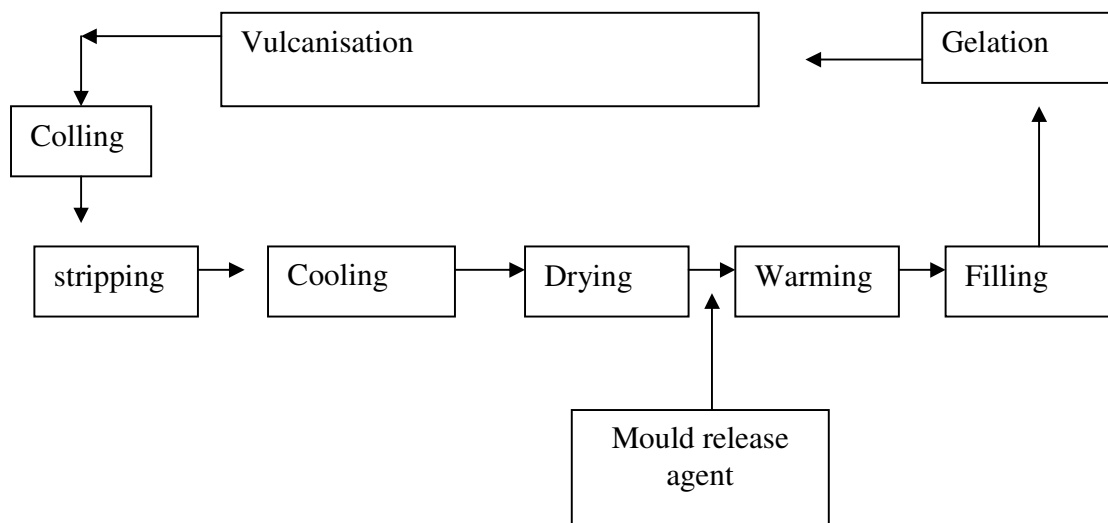 Vulcanisation
Gelation
Colling
stripping
Cooling
Drying
Warming
Filling
Mould release
agent